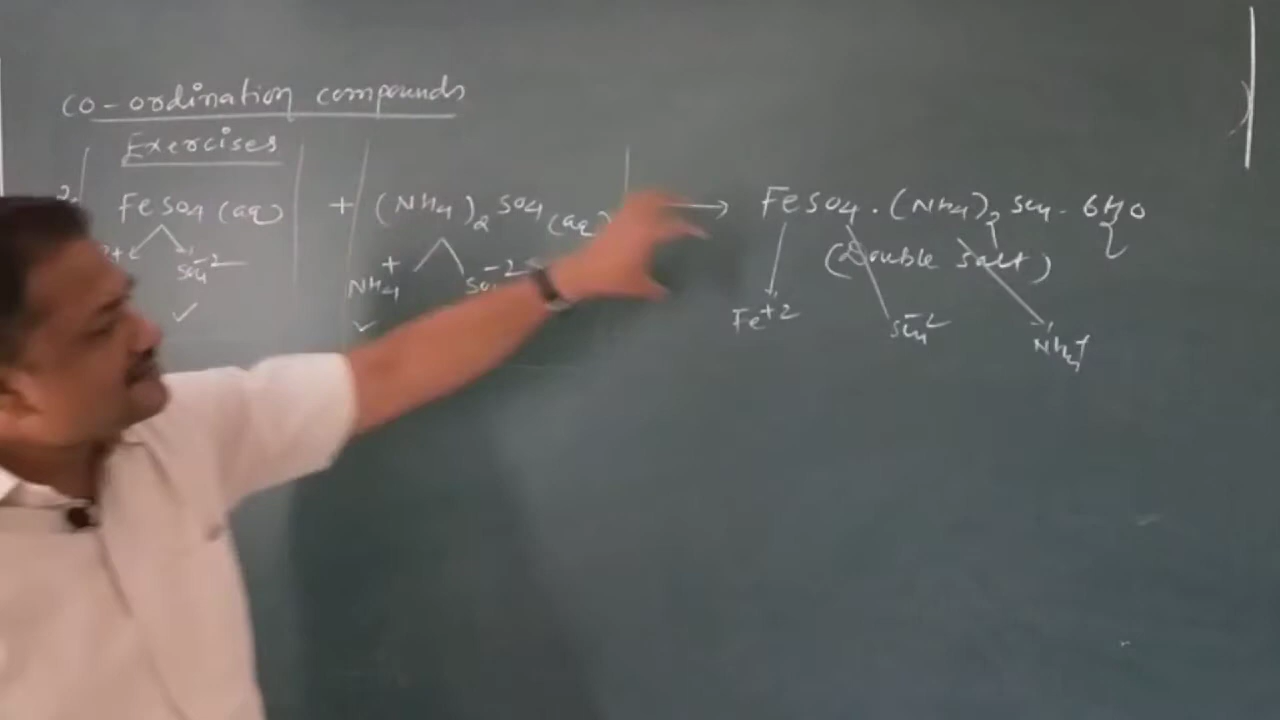 Co-ordination compounds
Exercises
2. FeSO4 (aq) + (NH4)2 SO4 (aq) → FeSO4 . (NH4)2 SO4 . 6H2O
(Double salt)
SO4-2 NH4+
Fe+2 SO4-2 NH4+